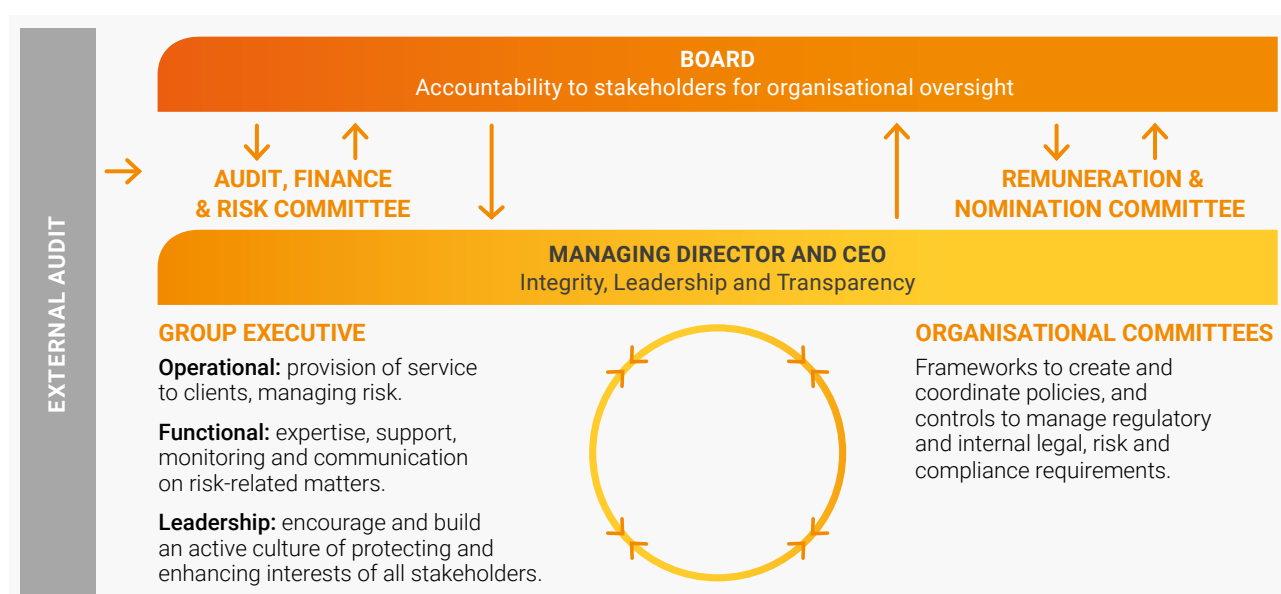 EXTERNAL AUDIT
BOARD
Accountability to stakeholders for organisational oversight
AUDIT, FINANCE
& RISK COMMITTEE
REMUNERATION &
NOMINATION COMMITTEE
MANAGING DIRECTOR AND CEO
Integrity, Leadership and Transparency
GROUP EXECUTIVE
Operational: provision of service
to clients, managing risk.
Functional: expertise, support,
monitoring and communication
on risk-related matters.
Leadership: encourage and build
an active culture of protecting and
enhancing interests of all stakeholders.
ORGANISATIONAL COMMITTEES
Frameworks to create and
coordinate policies, and
controls to manage regulatory
and internal legal, risk and
compliance requirements.